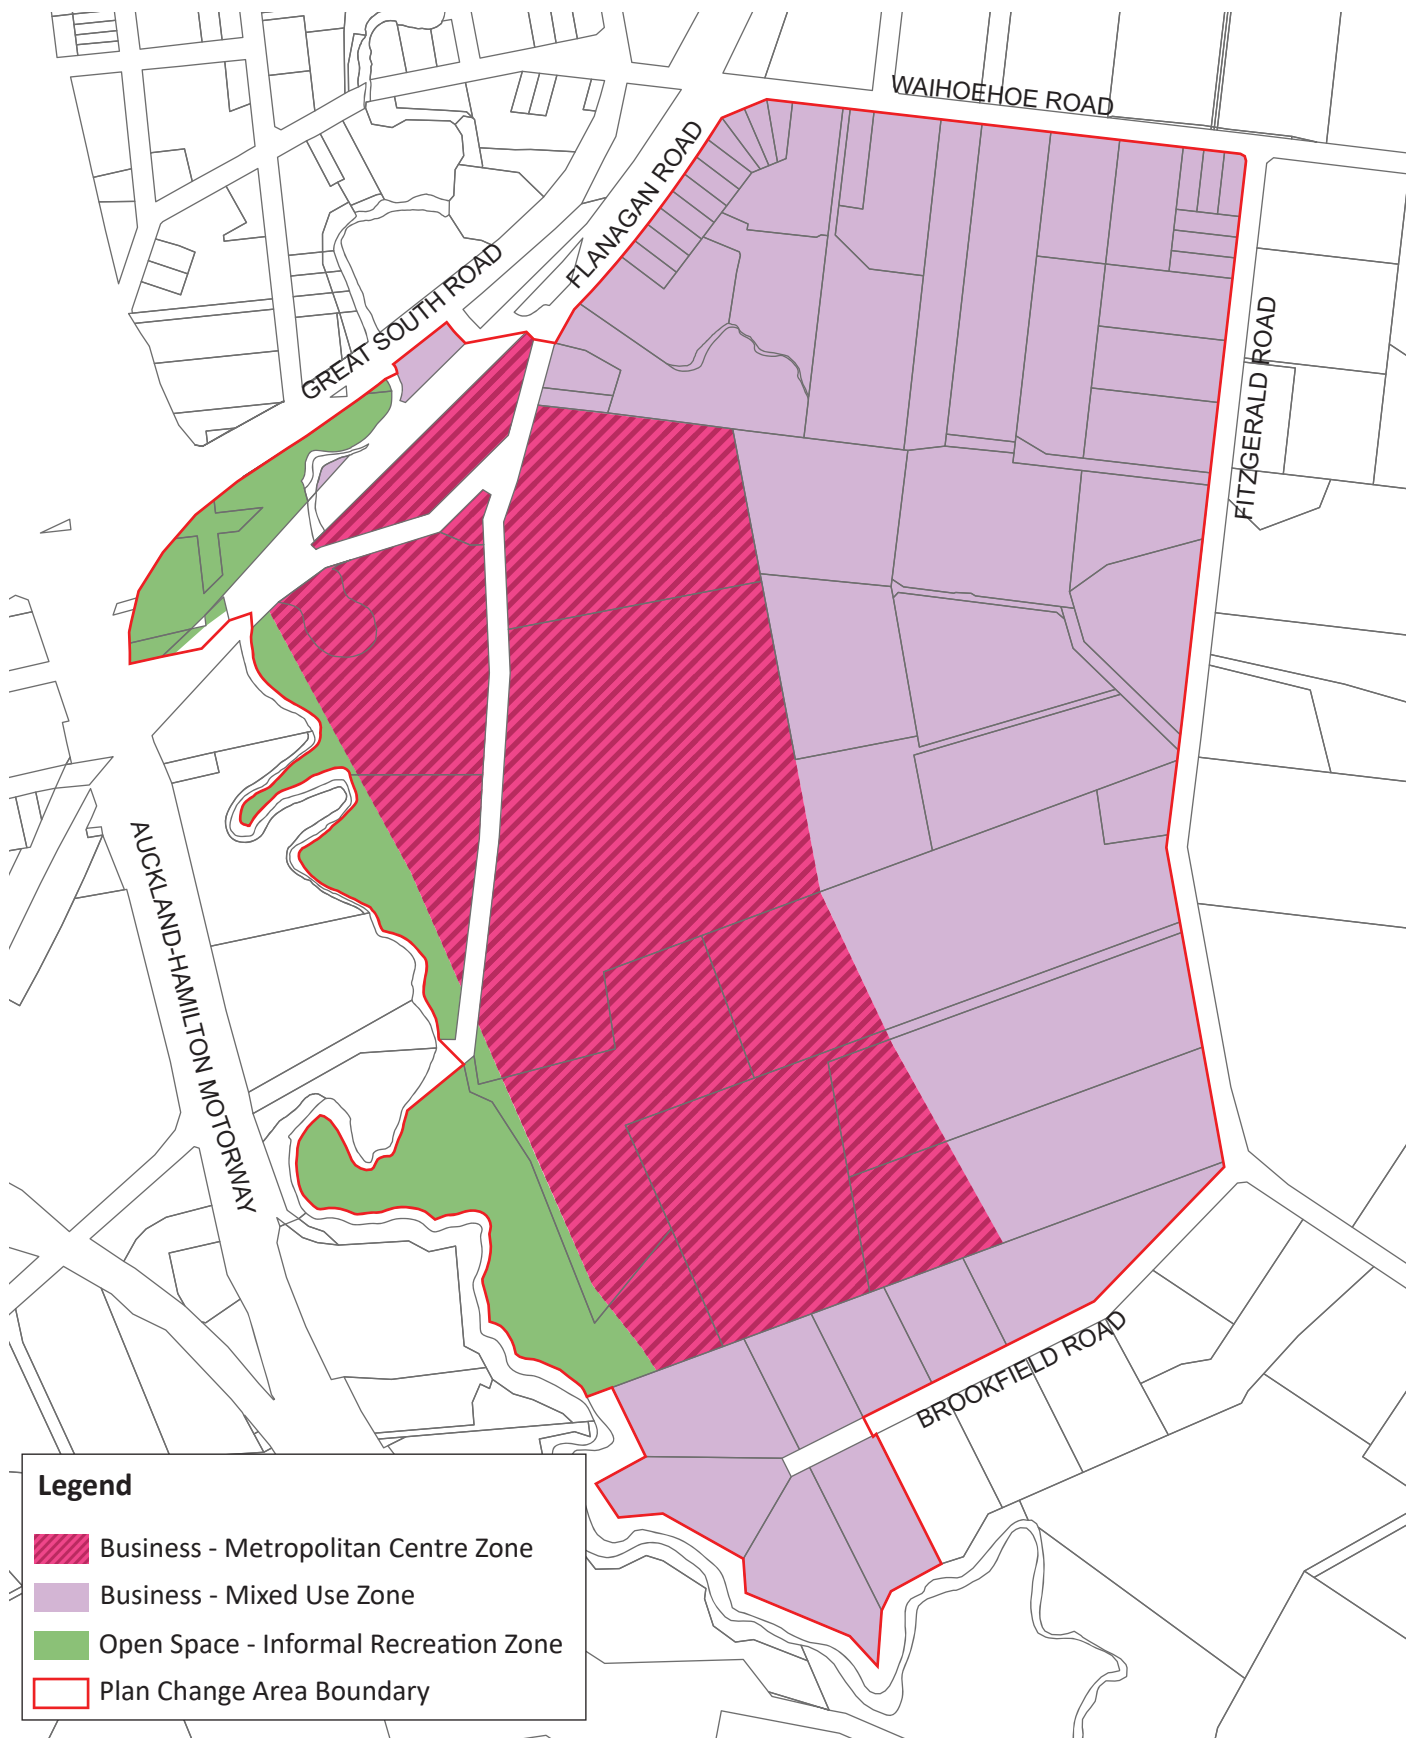 WAIHOEHOE ROAD
FLANAGAN ROAD
GREAT SOUTH ROAD
FITZGERALD ROAD
AUCKLAND-HAMILTON MOTORWAY
BROOKFIELD ROAD
Legend
Business - Metropolitan Centre Zone
Business - Mixed Use Zone
Open Space - Informal Recreation Zone
Plan Change Area Boundary